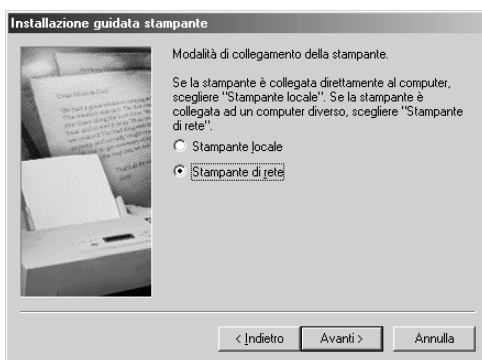 Installazione guidata stampante
Modalità di collegamento della stampante.
Se la stampante è collegata direttamente al computer,
scegliere "Stampante locale". Se la stampante è
collegata ad un computer diverso, scegliere "Stampante
di rete".
Stampante locale
Stampante di rete
< Indietro
Avanti >
Annulla